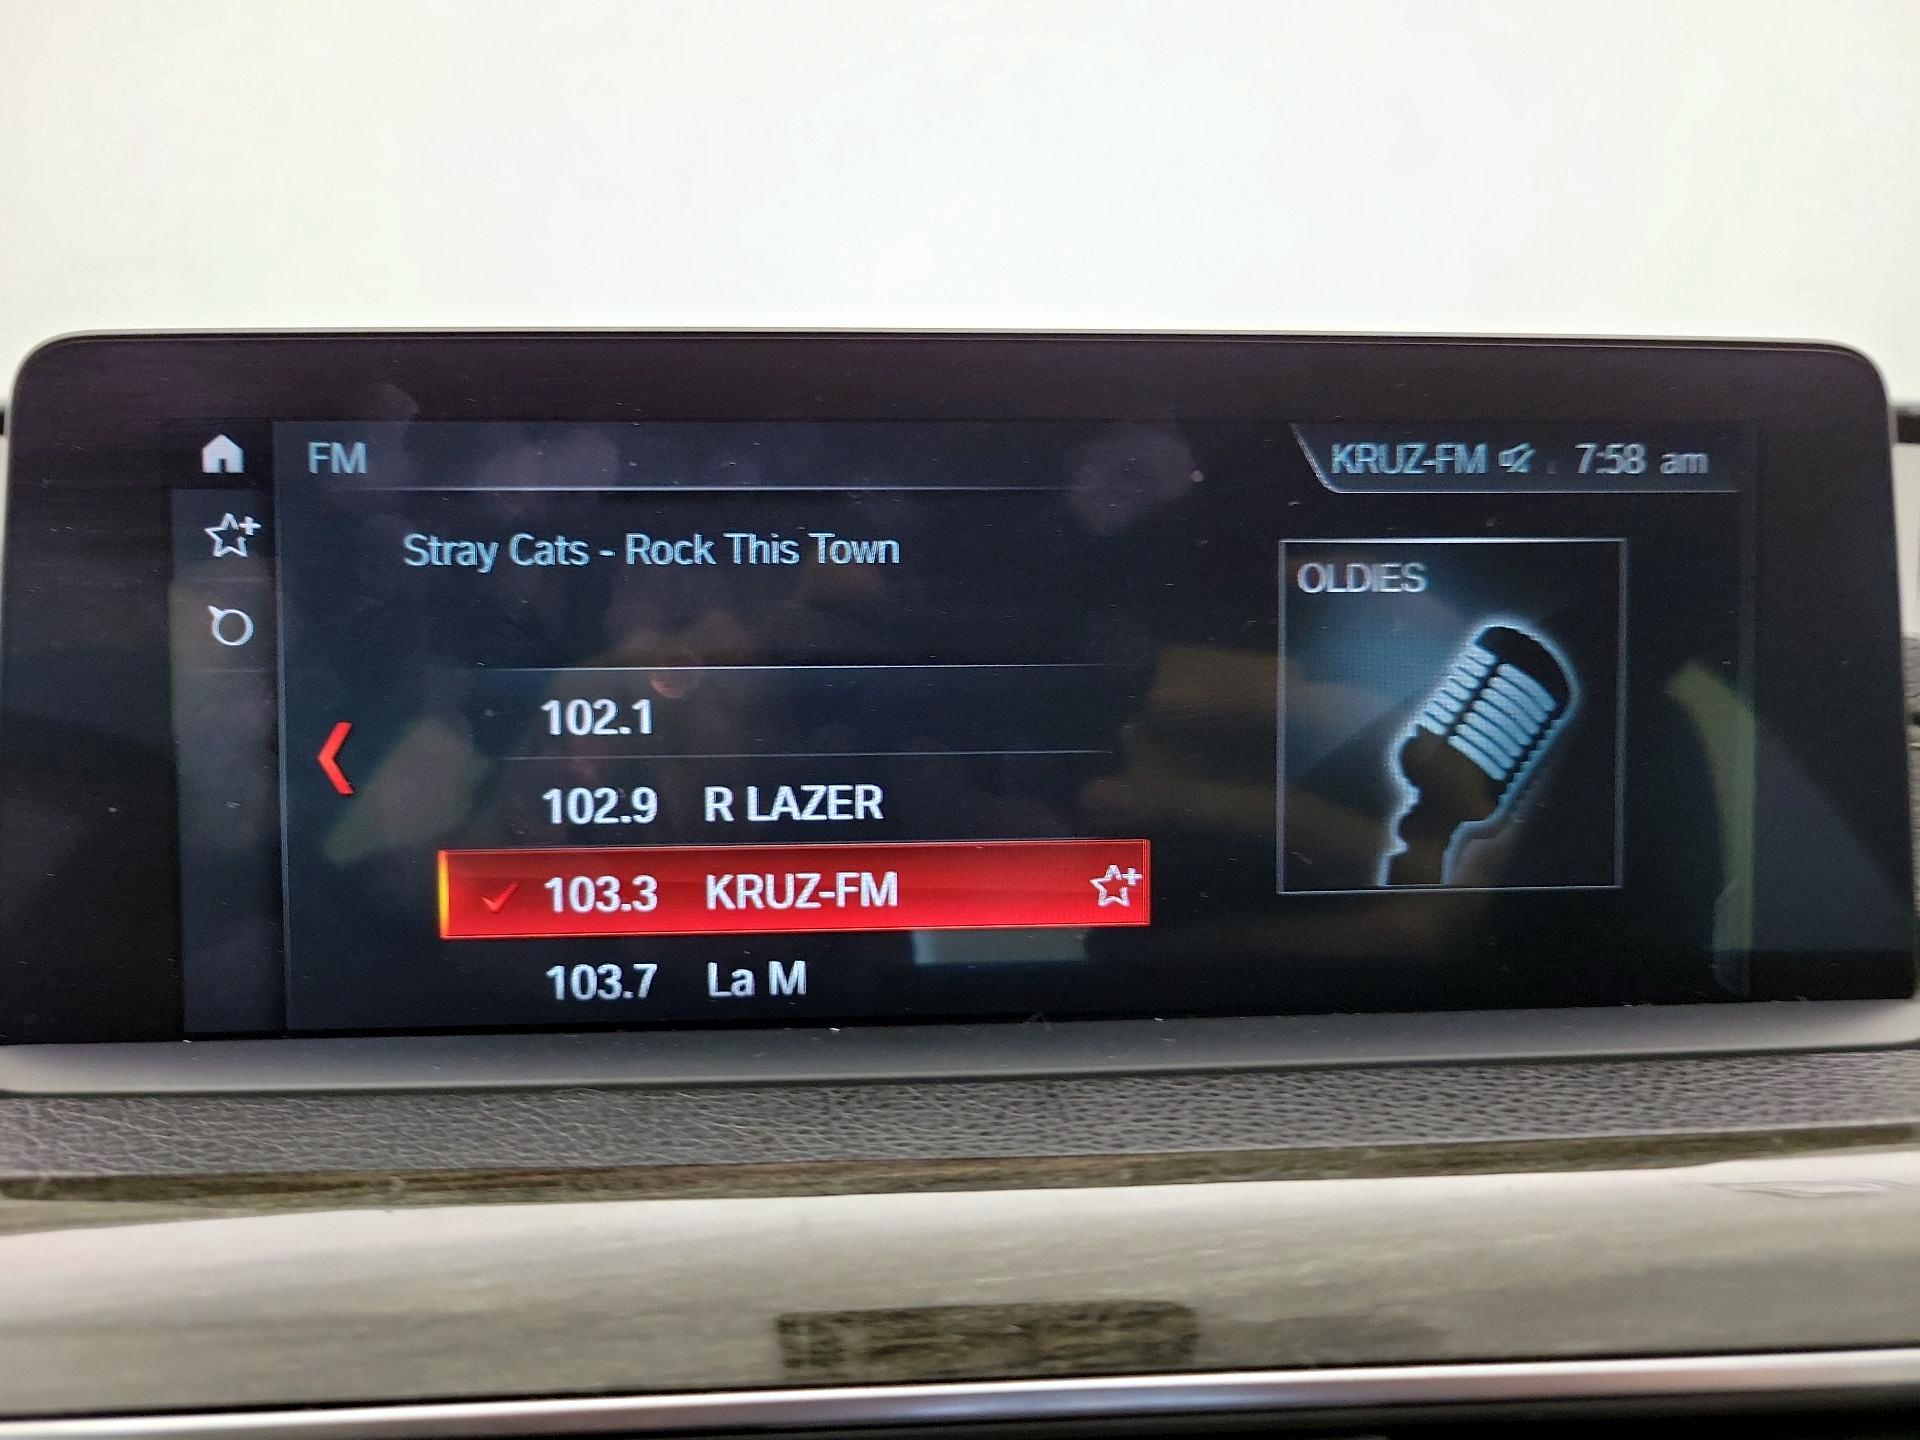 FM
KRUZ-FM 7:58 am
Stray Cats - Rock This Town
OLDIES
102.1
102.9 R LAZER
103.3 KRUZ-FM
103.7 La M